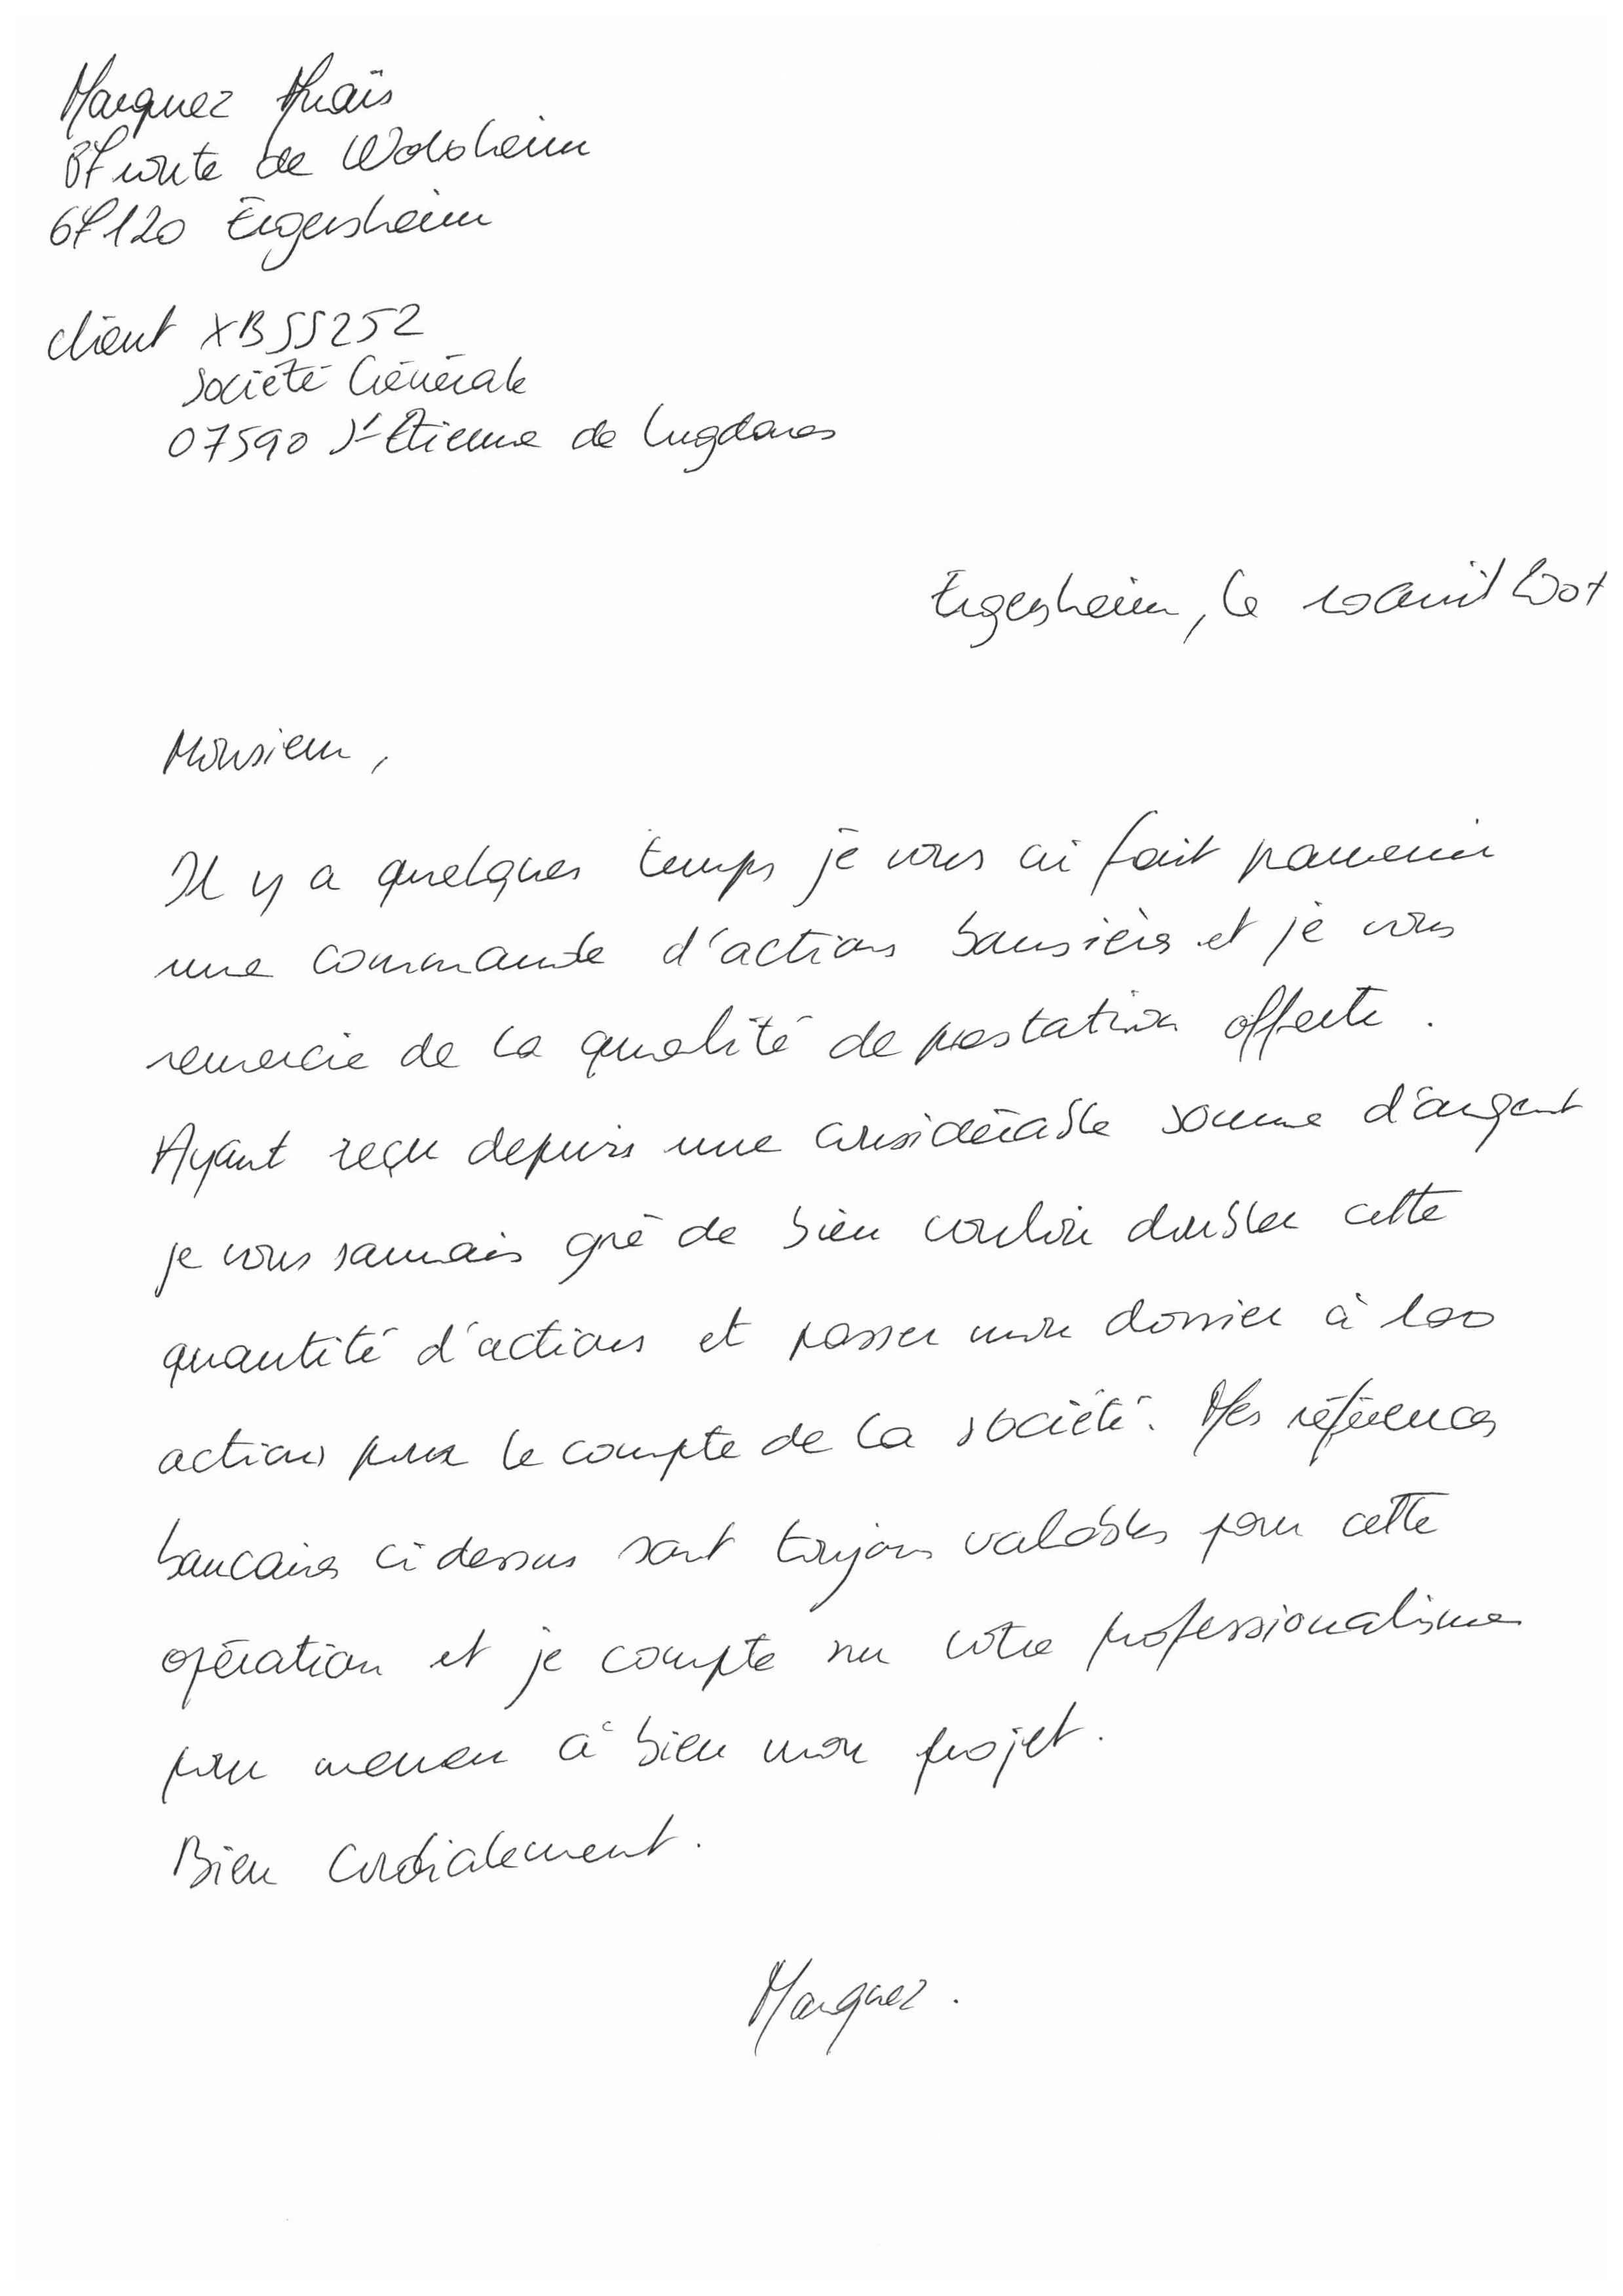 Marquez Anaïs
87 route de Wolxheim
67120 Ergersheim
client XBSS252
Société Générale
07590 St Etienne de Lugdares
Ergersheim, le 10 avril 2007
Monsieur,
Il y a quelques temps je vous ai fait parvenir
une commande d'actions boursières et je vous
remercie de la qualité de prestation offerte.
Ayant reçu depuis une considérable somme d'argent
je vous saurais gré de bien vouloir doubler cette
quantité d'actions et passer mon dossier à 100
actions pour le compte de la société. Mes références
bancaires ci dessus sont toujours valables pour cette
opération et je compte sur votre professionalisme
pour mener à bien mon projet.
Bien Cordialement.
Marquez.